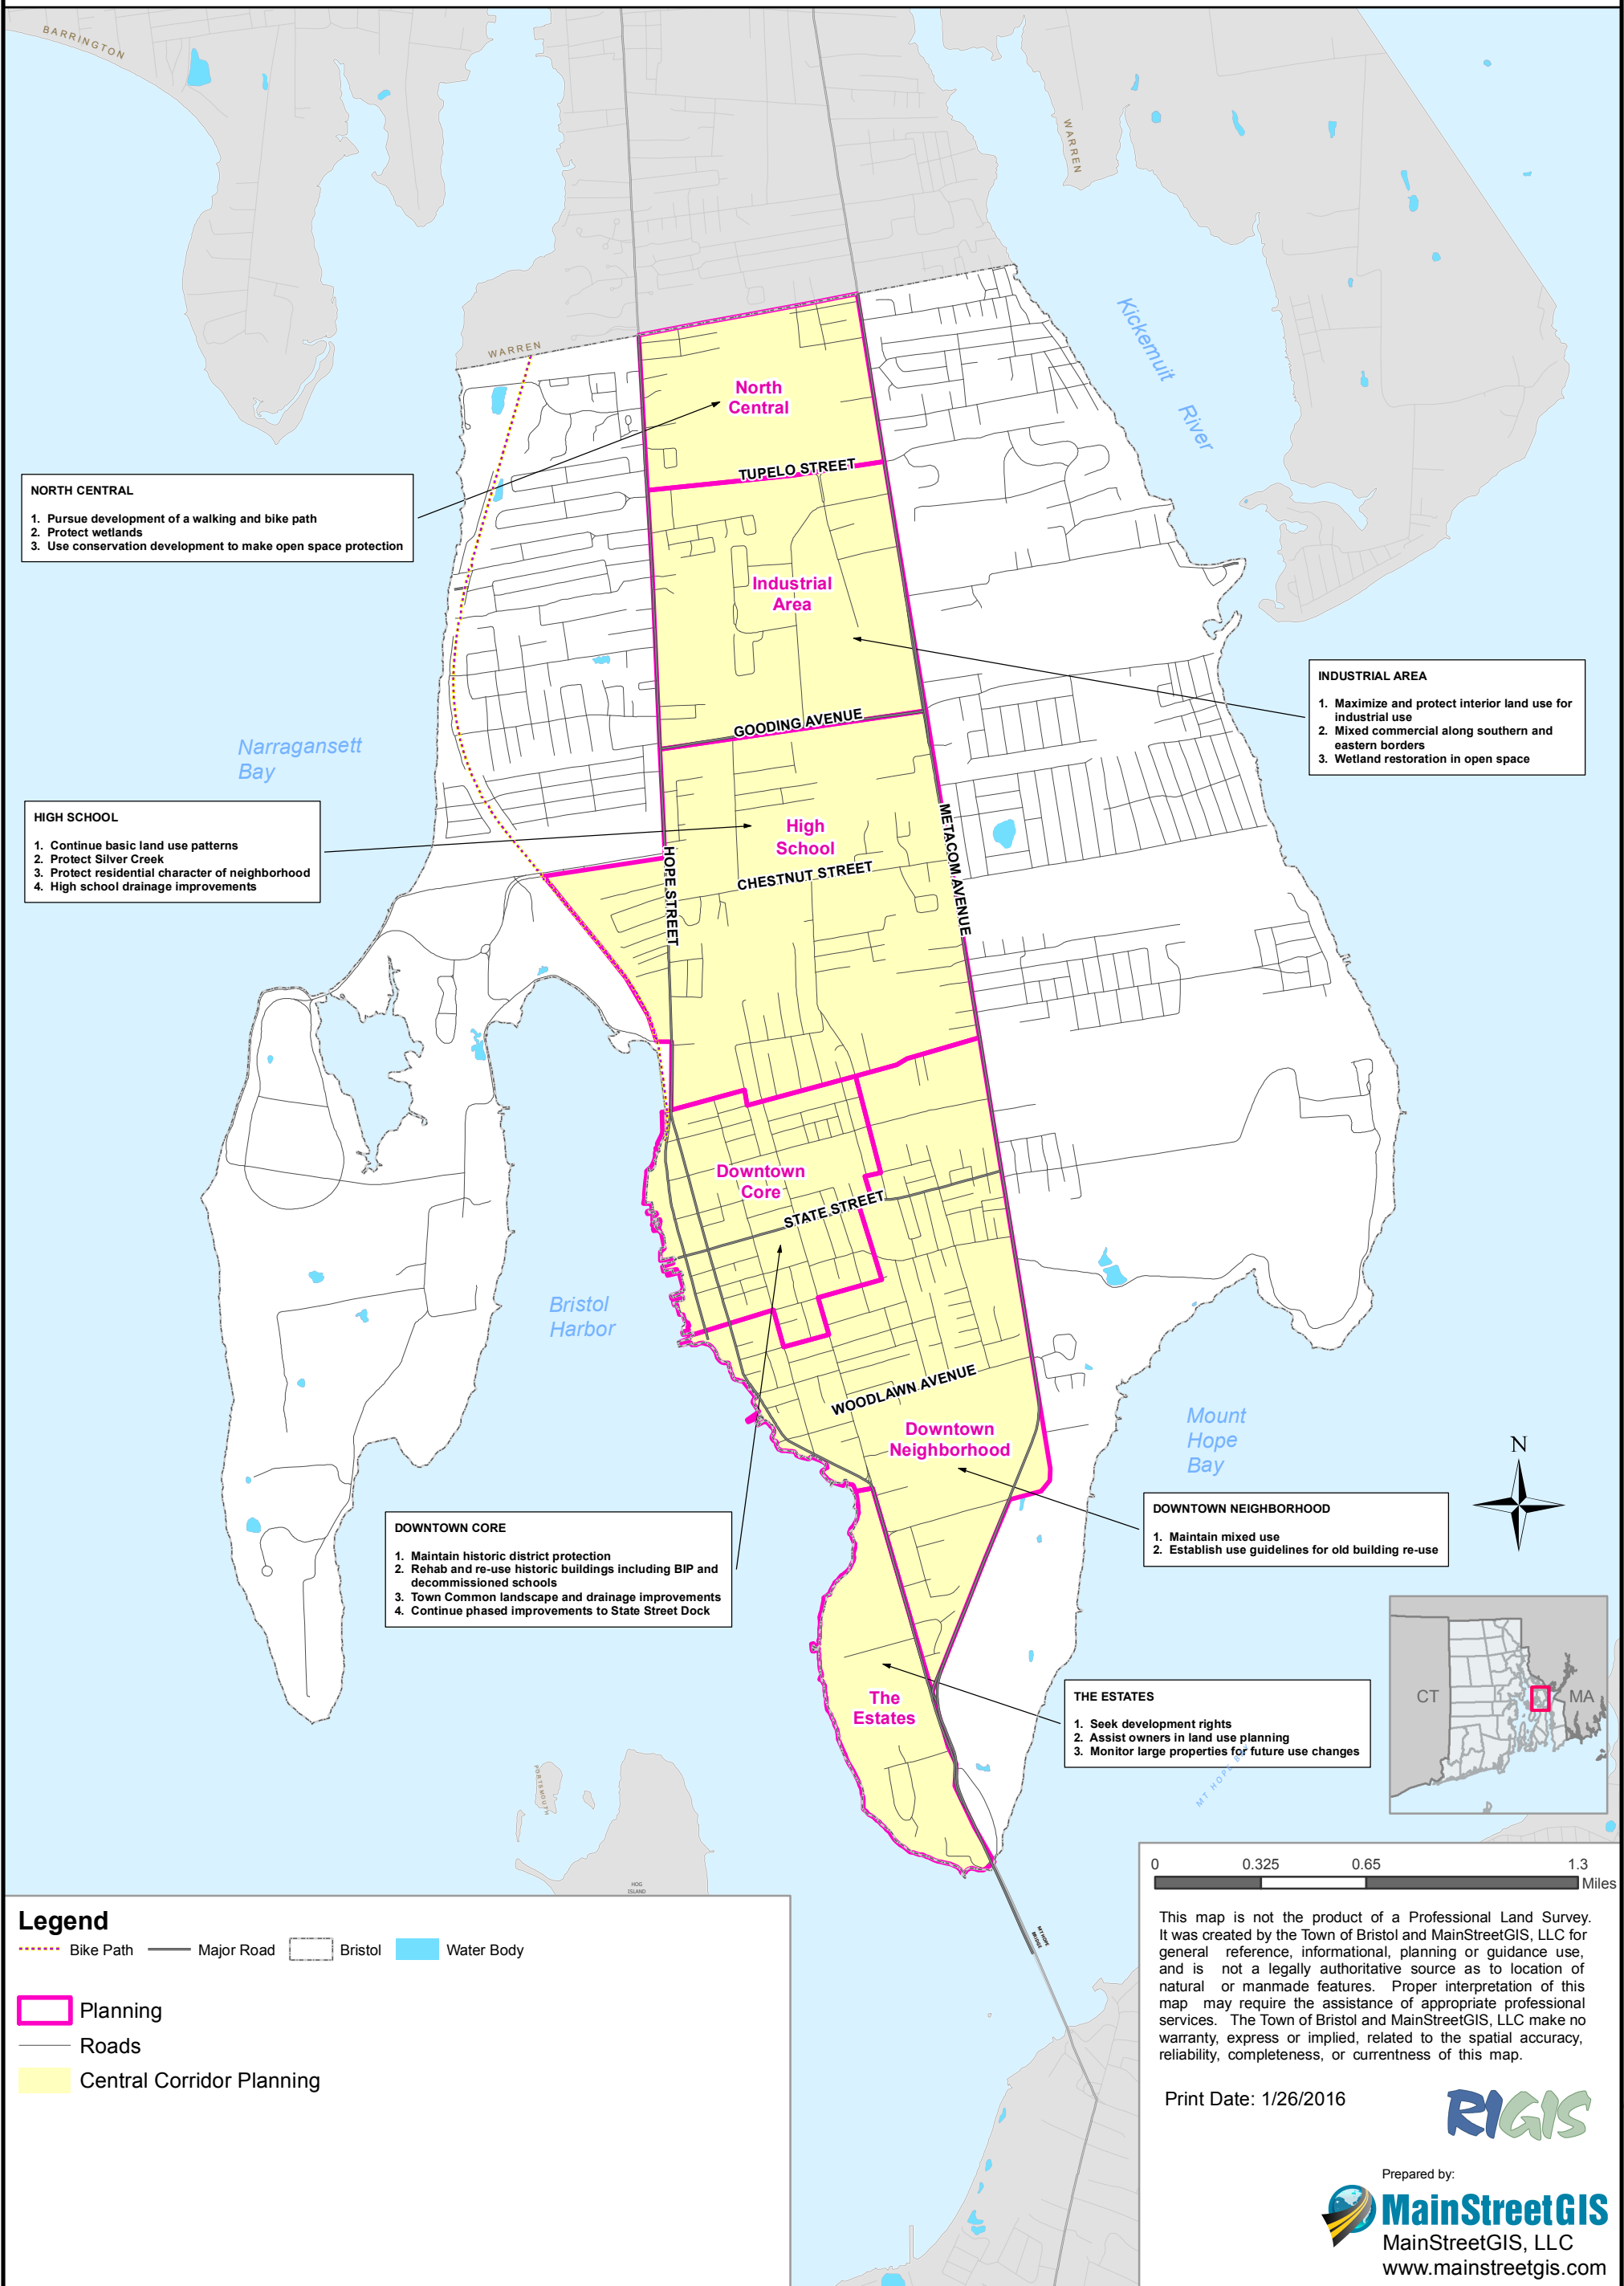 BARRINGTON
WARREN
Kickemuit
River
WARREN
North
Central
TUPELO STREET
NORTH CENTRAL
1. Pursue development of a walking and bike path
2. Protect wetlands
3. Use conservation development to make open space protection
Industrial
Area
INDUSTRIAL AREA
1. Maximize and protect interior land use for
industrial use
2. Mixed commercial along southern and
eastern borders
3. Wetland restoration in open space
GOODING AVENUE
Narragansett
Bay
HIGH SCHOOL
1. Continue basic land use patterns
2. Protect Silver Creek
3. Protect residential character of neighborhood
4. High school drainage improvements
High
School
CHESTNUT STREET
HOPE STREET
METACOM AVENUE
Downtown
Core
STATE STREET
Bristol
Harbor
WOODLAWN AVENUE
Downtown
Neighborhood
Mount
Hope
Bay
N
DOWNTOWN NEIGHBORHOOD
1. Maintain mixed use
2. Establish use guidelines for old building re-use
DOWNTOWN CORE
1. Maintain historic district protection
2. Rehab and re-use historic buildings including BIP and
decommissioned schools
3. Town Common landscape and drainage improvements
4. Continue phased improvements to State Street Dock
The
Estates
THE ESTATES
1. Seek development rights
2. Assist owners in land use planning
3. Monitor large properties for future use changes
CT
MA
PORTSMOUTH
MT HOPE BAY
HOG
ISLAND
MT HOPE
BRIDGE
0 0.325 0.65 1.3
Miles
Legend
Bike Path Major Road Bristol Water Body
Planning
Roads
Central Corridor Planning
This map is not the product of a Professional Land Survey.
It was created by the Town of Bristol and MainStreetGIS, LLC for
general reference, informational, planning or guidance use,
and is not a legally authoritative source as to location of
natural or manmade features. Proper interpretation of this
map may require the assistance of appropriate professional
services. The Town of Bristol and MainStreetGIS, LLC make no
warranty, express or implied, related to the spatial accuracy,
reliability, completeness, or currentness of this map.
Print Date: 1/26/2016
RIGIS
Prepared by:
MainStreetGIS
MainStreetGIS, LLC
www.mainstreetgis.com